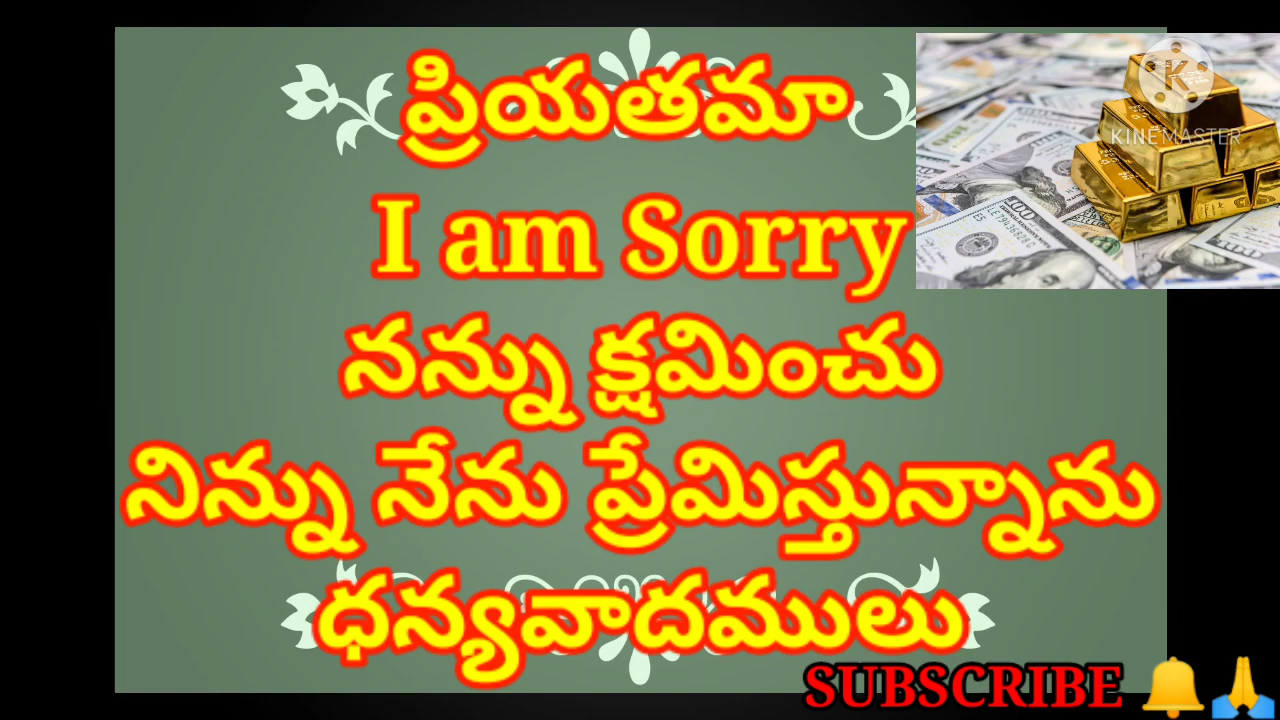 ప్రియతమా
I am Sorry
నన్ను క్షమించు
నిన్ను నేను ప్రేమిస్తున్నాను
ధన్యవాదములు
KINEMASTER
SUBSCRIBE 🔔🙏